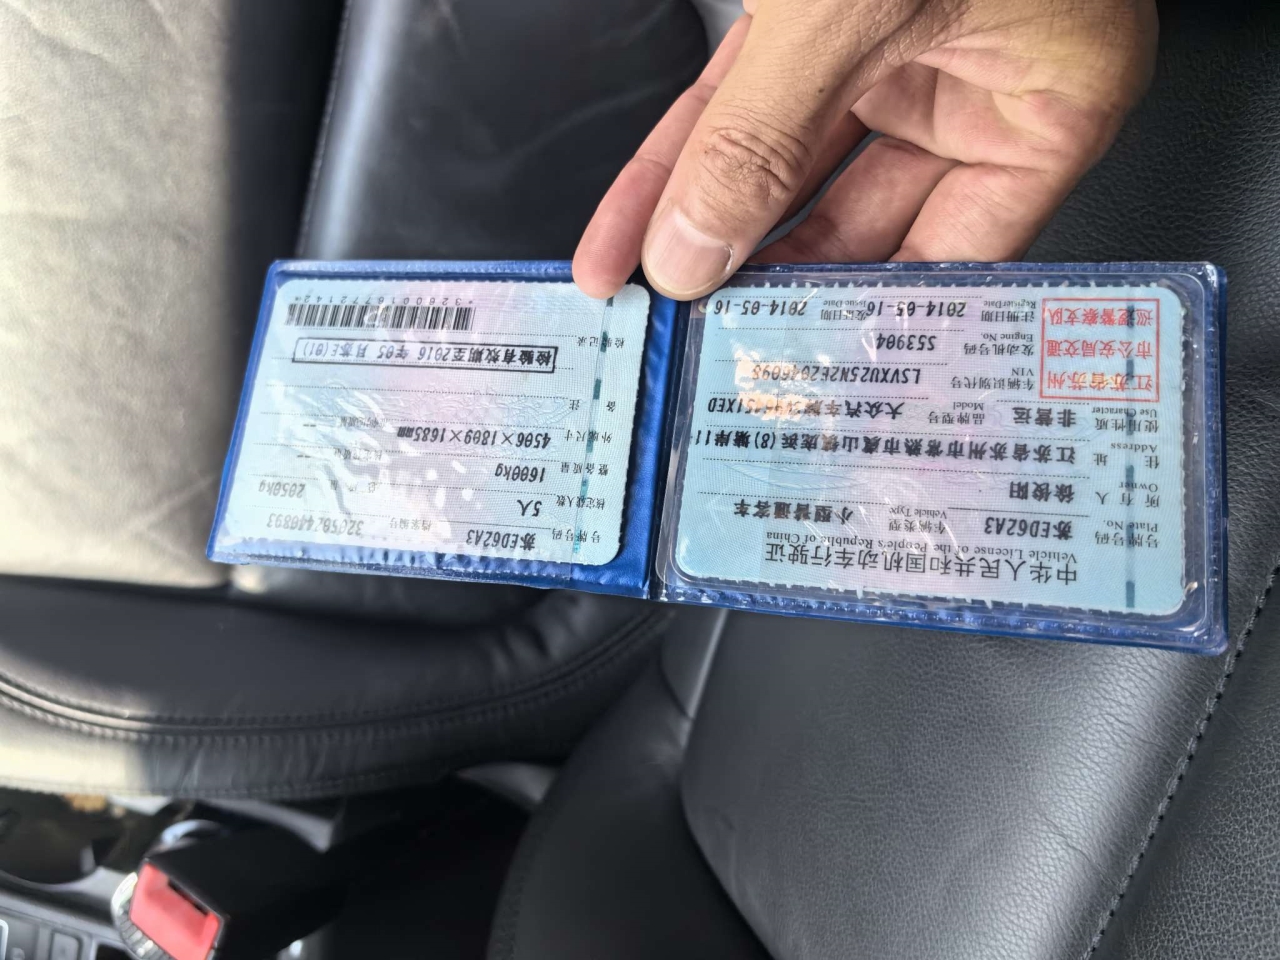 中华人民共和国机动车行驶证
Vehicle License of the People's Republic of China
号牌号码
Plate No.
苏ED62A3
车辆类型
Vehicle Type
小型普通客车
所有人
Owner
徐俊阳
住址
Address
江苏省苏州市常熟市虞山镇
使用性质
Use Character
非营运
品牌型号
Model
大众汽车牌
江苏省苏州
市公安局交通
巡逻警察支队
车辆识别代号
VIN
LSVXU25N2E2046098
发动机号码
Engine No.
S53904
注册日期
Register Date
2014-05-16
发证日期
Issue Date
2014-05-16
号牌号码
苏ED62A3
档案编号
320502440893
核定载人数
5人
总质量
2050kg
整备质量
1600kg
外廓尺寸
4506×1809×1685mm
备注
检验有效期至2016年05月苏E(01)
检验记录
*3260016772142*